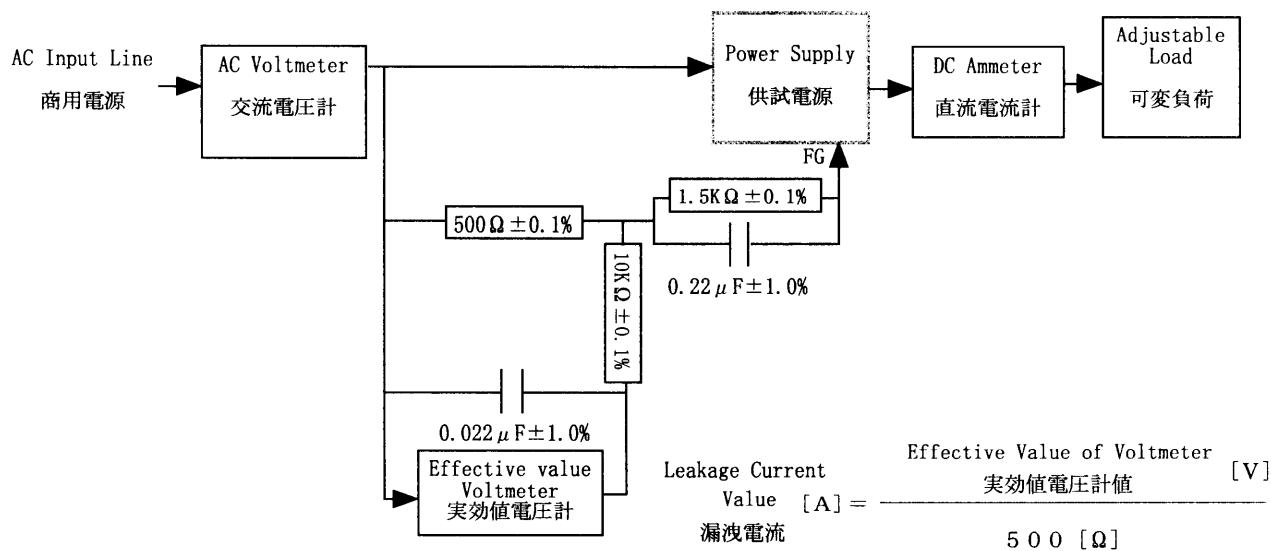 AC Input Line
商用電源
AC Voltmeter
交流電圧計
Power Supply
供試電源
DC Ammeter
直流電流計
Adjustable
Load
可変負荷
FG
1.5KΩ±0.1%
500Ω±0.1%
0.22μF±1.0%
10KΩ±0.1%
0.022μF±1.0%
Effective value
Voltmeter
実効値電圧計
Leakage Current
Value [A]=
漏洩電流
Effective Value of Voltmeter
実効値電圧計値 [V]
500[Ω]